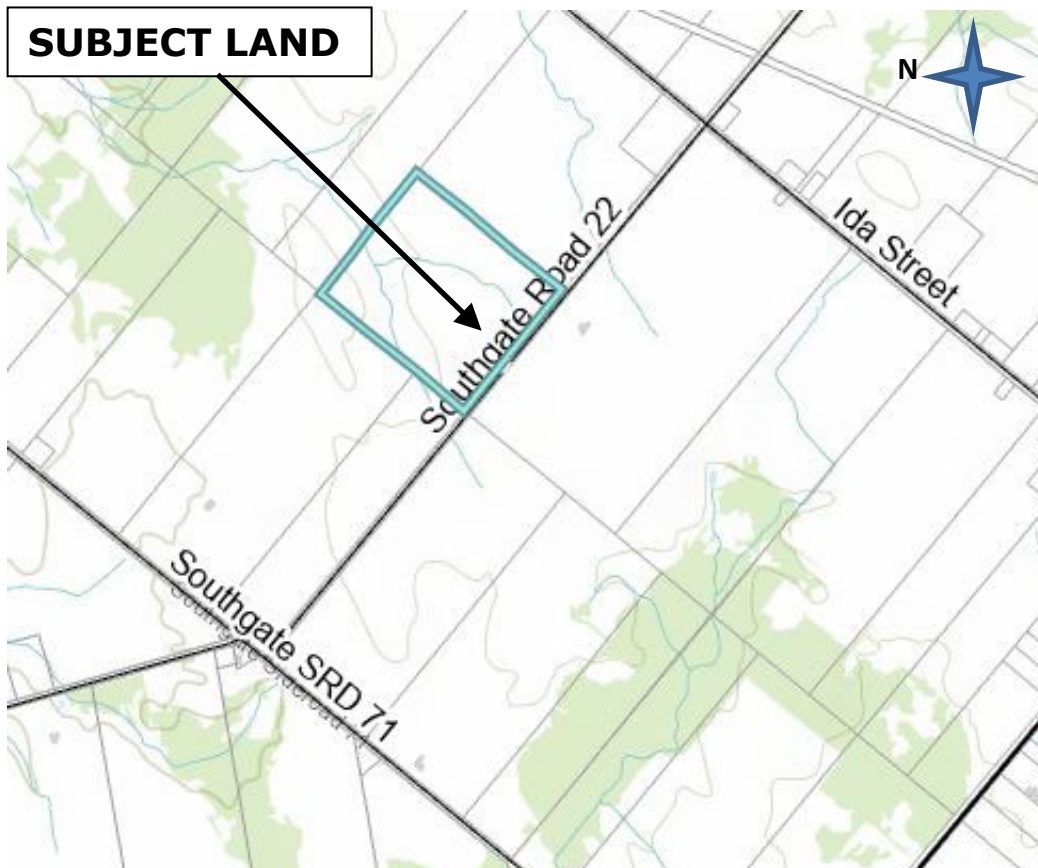 SUBJECT LAND
N
Southgate Road 22
Ida Street
Southgate SRD 71